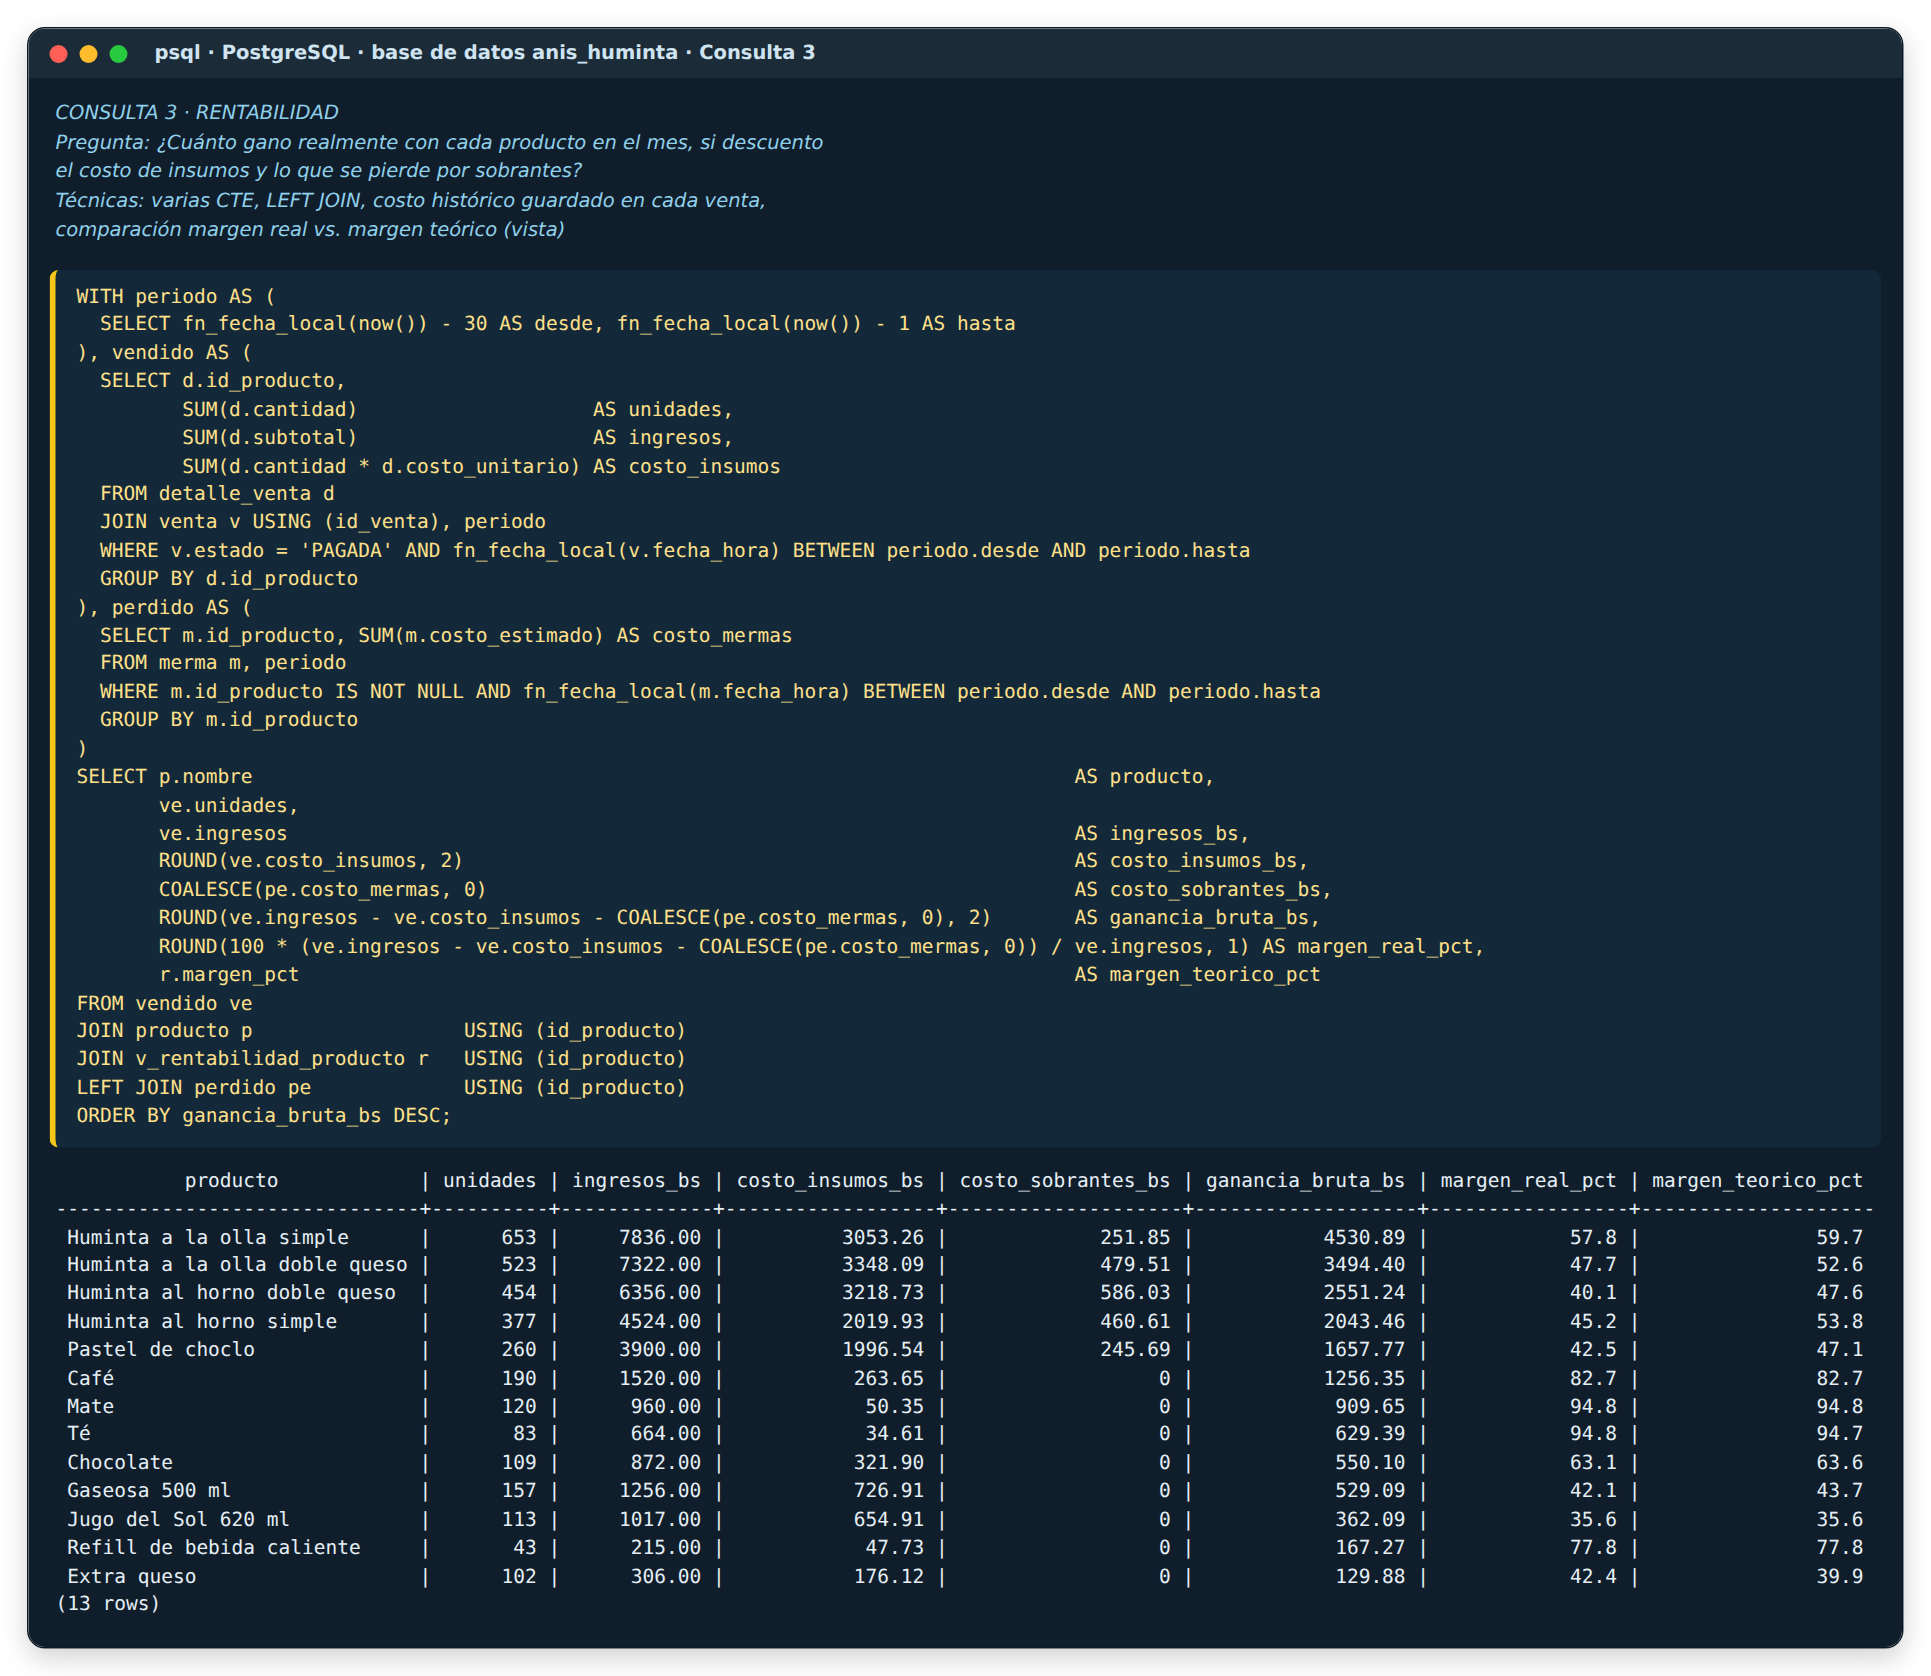 psql · PostgreSQL · base de datos anis_huminta · Consulta 3
CONSULTA 3 · RENTABILIDAD
Pregunta: ¿Cuánto gano realmente con cada producto en el mes, si descuento
el costo de insumos y lo que se pierde por sobrantes?
Técnicas: varias CTE, LEFT JOIN, costo histórico guardado en cada venta,
comparación margen real vs. margen teórico (vista)
WITH periodo AS (
  SELECT fn_fecha_local(now()) - 30 AS desde, fn_fecha_local(now()) - 1 AS hasta
), vendido AS (
  SELECT d.id_producto,
         SUM(d.cantidad)                    AS unidades,
         SUM(d.subtotal)                    AS ingresos,
         SUM(d.cantidad * d.costo_unitario) AS costo_insumos
  FROM detalle_venta d
  JOIN venta v USING (id_venta), periodo
  WHERE v.estado = 'PAGADA' AND fn_fecha_local(v.fecha_hora) BETWEEN periodo.desde AND periodo.hasta
  GROUP BY d.id_producto
), perdido AS (
  SELECT m.id_producto, SUM(m.costo_estimado) AS costo_mermas
  FROM merma m, periodo
  WHERE m.id_producto IS NOT NULL AND fn_fecha_local(m.fecha_hora) BETWEEN periodo.desde AND periodo.hasta
  GROUP BY m.id_producto
)
SELECT p.nombre                                                                      AS producto,
       ve.unidades,
       ve.ingresos                                                                   AS ingresos_bs,
       ROUND(ve.costo_insumos, 2)                                                    AS costo_insumos_bs,
       COALESCE(pe.costo_mermas, 0)                                                  AS costo_sobrantes_bs,
       ROUND(ve.ingresos - ve.costo_insumos - COALESCE(pe.costo_mermas, 0), 2)       AS ganancia_bruta_bs,
       ROUND(100 * (ve.ingresos - ve.costo_insumos - COALESCE(pe.costo_mermas, 0)) / ve.ingresos, 1) AS margen_real_pct,
       r.margen_pct                                                                  AS margen_teorico_pct
FROM vendido ve
JOIN producto p                  USING (id_producto)
JOIN v_rentabilidad_producto r   USING (id_producto)
LEFT JOIN perdido pe             USING (id_producto)
ORDER BY ganancia_bruta_bs DESC;
           producto            | unidades | ingresos_bs | costo_insumos_bs | costo_sobrantes_bs | ganancia_bruta_bs | margen_real_pct | margen_teorico_pct
-------------------------------+----------+-------------+------------------+--------------------+-------------------+-----------------+--------------------
 Huminta a la olla simple      |      653 |     7836.00 |          3053.26 |             251.85 |           4530.89 |            57.8 |               59.7
 Huminta a la olla doble queso |      523 |     7322.00 |          3348.09 |             479.51 |           3494.40 |            47.7 |               52.6
 Huminta al horno doble queso  |      454 |     6356.00 |          3218.73 |             586.03 |           2551.24 |            40.1 |               47.6
 Huminta al horno simple       |      377 |     4524.00 |          2019.93 |             460.61 |           2043.46 |            45.2 |               53.8
 Pastel de choclo              |      260 |     3900.00 |          1996.54 |             245.69 |           1657.77 |            42.5 |               47.1
 Café                          |      190 |     1520.00 |           263.65 |                  0 |           1256.35 |            82.7 |               82.7
 Mate                          |      120 |      960.00 |            50.35 |                  0 |            909.65 |            94.8 |               94.8
 Té                            |       83 |      664.00 |            34.61 |                  0 |            629.39 |            94.8 |               94.7
 Chocolate                     |      109 |      872.00 |           321.90 |                  0 |            550.10 |            63.1 |               63.6
 Gaseosa 500 ml                |      157 |     1256.00 |           726.91 |                  0 |            529.09 |            42.1 |               43.7
 Jugo del Sol 620 ml           |      113 |     1017.00 |           654.91 |                  0 |            362.09 |            35.6 |               35.6
 Refill de bebida caliente     |       43 |      215.00 |            47.73 |                  0 |            167.27 |            77.8 |               77.8
 Extra queso                   |      102 |      306.00 |           176.12 |                  0 |            129.88 |            42.4 |               39.9
(13 rows)